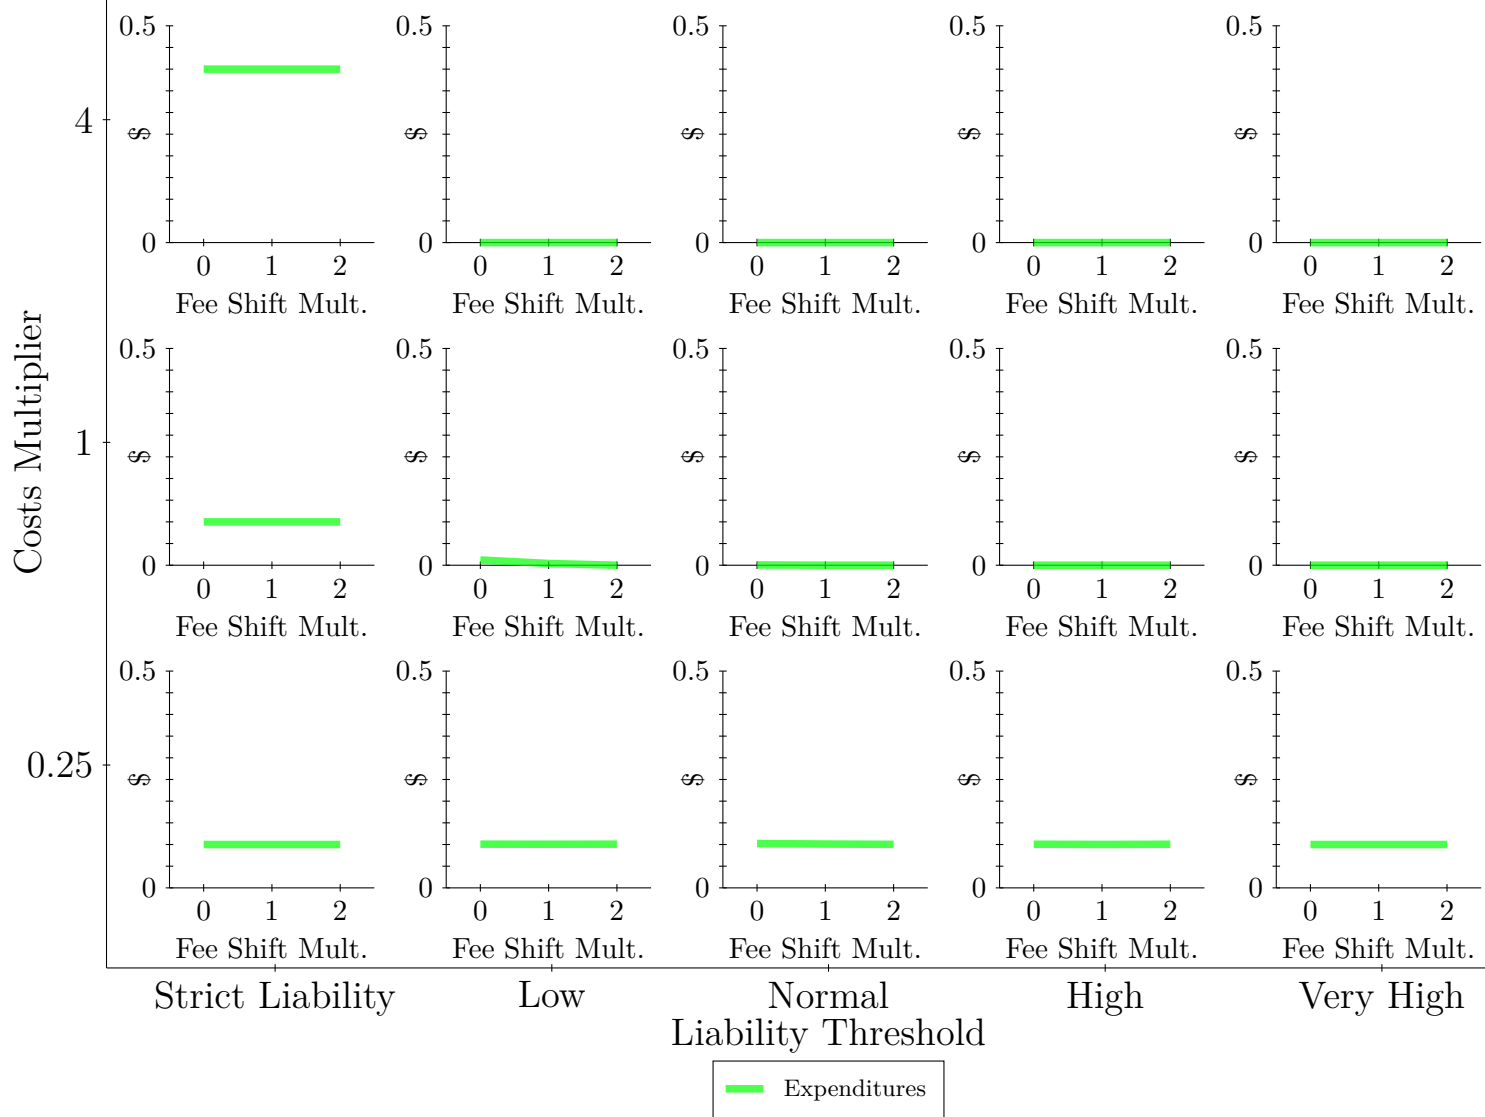 0.5 0.5 0.5 0.5 0.5
4
$ $ $ $ $
0 0 0 0 0
0 1 2 0 1 2 0 1 2 0 1 2 0 1 2
Fee Shift Mult. Fee Shift Mult. Fee Shift Mult. Fee Shift Mult. Fee Shift Mult.
Costs Multiplier
0.5 0.5 0.5 0.5 0.5
1
$ $ $ $ $
0 0 0 0 0
0 1 2 0 1 2 0 1 2 0 1 2 0 1 2
Fee Shift Mult. Fee Shift Mult. Fee Shift Mult. Fee Shift Mult. Fee Shift Mult.
0.5 0.5 0.5 0.5 0.5
0.25
$ $ $ $ $
0 0 0 0 0
0 1 2 0 1 2 0 1 2 0 1 2 0 1 2
Fee Shift Mult. Fee Shift Mult. Fee Shift Mult. Fee Shift Mult. Fee Shift Mult.
Strict Liability Low Normal High Very High
Liability Threshold
Expenditures